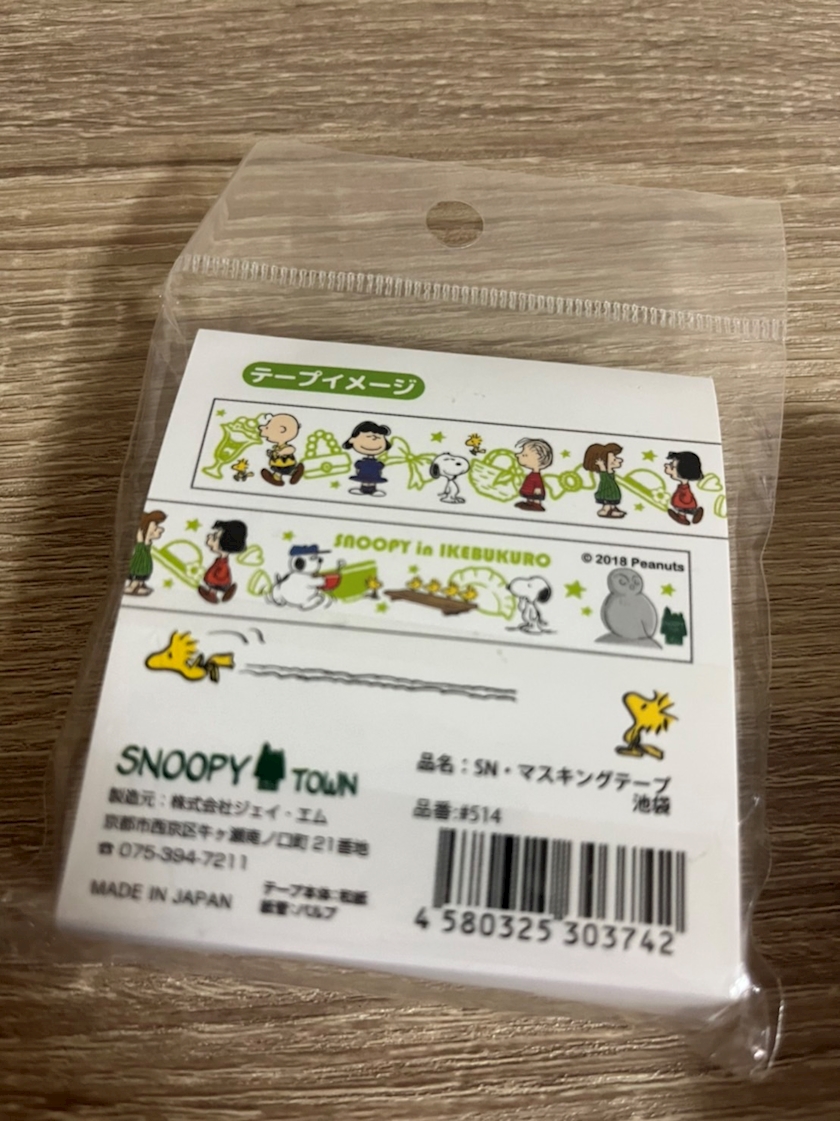 テープイメージ
SNOOPY in IKEBUKURO
© 2018 Peanuts
SNOOPY TOWN
製造元：株式会社ジェイ・エム
京都市西京区牛ヶ瀬南ノ口町 21番地
☎ 075-394-7211
MADE IN JAPAN
テープ本体：和紙
紙管：パルプ
品名：SN・マスキングテープ
池袋
品番:#514
4 580325 303742